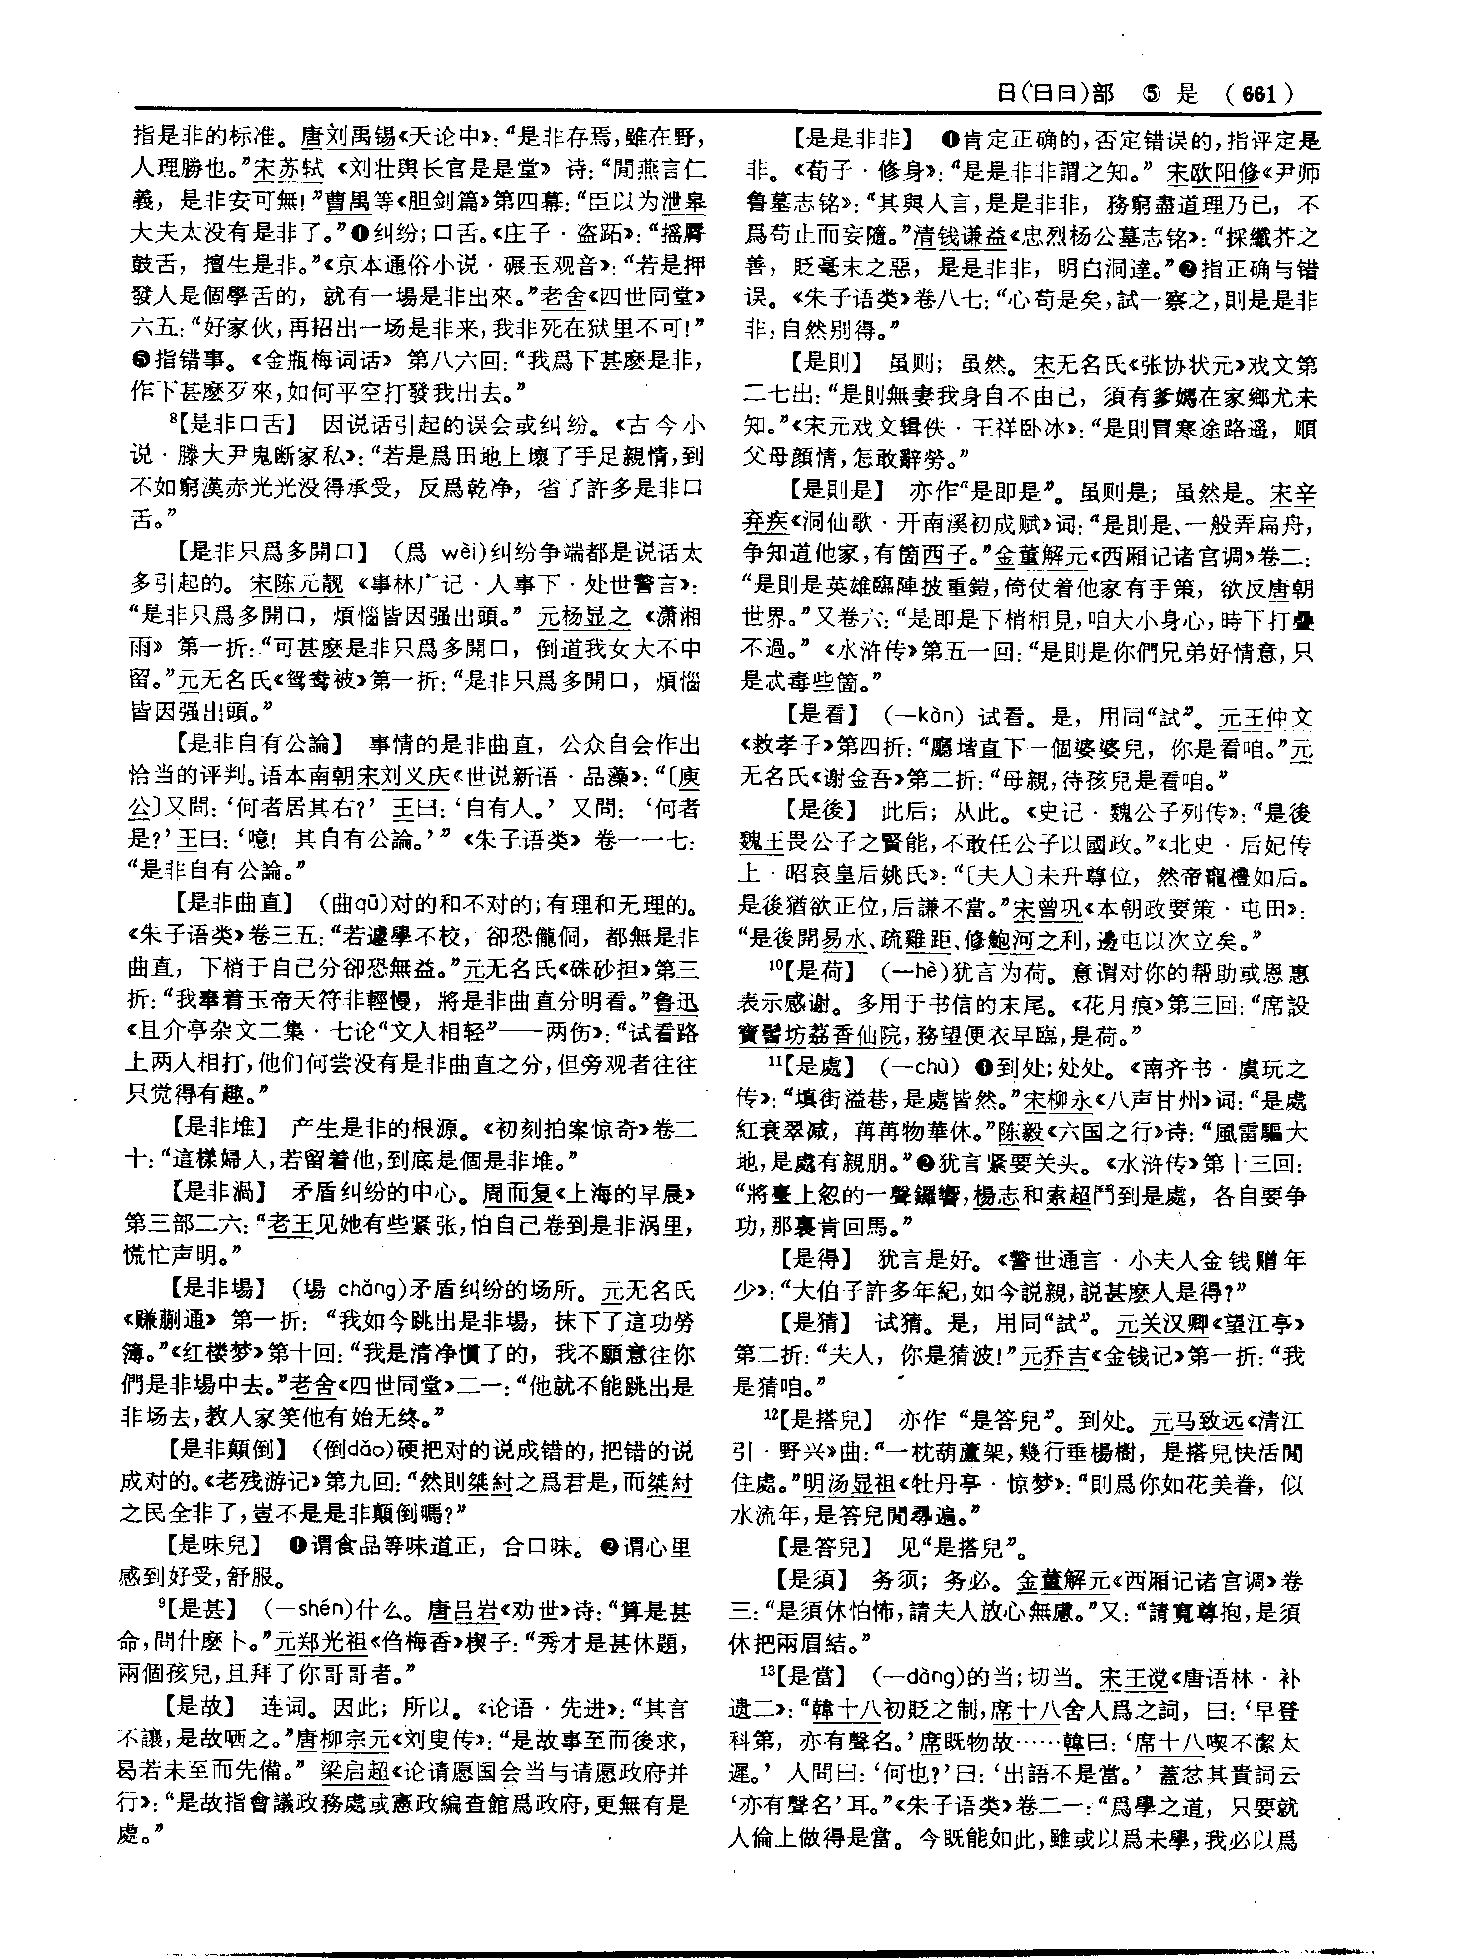 日(⺜曰)部 ⑤ 是 (661)
指是非的标准。唐刘禹锡《天论中》：“是非存焉，雖在野，
人理勝也。”宋苏轼《刘壮舆长官是是堂》诗：“閒燕言仁
義，是非安可無！”曹禺等《胆剑篇》第四幕：“臣以为泄皋
大夫太没有是非了。”❹纠纷；口舌。《庄子·盗跖》：“摇脣
鼓舌，擅生是非。”《京本通俗小说·碾玉观音》：“若是押
發人是個學舌的，就有一場是非出來。”老舍《四世同堂》
六五：“好家伙，再招出一场是非来，我非死在狱里不可！”
❺指错事。《金瓶梅词话》第八六回：“我爲下甚麽是非，
作下甚麽歹來，如何平空打發我出去。”
⁸【是非口舌】 因说话引起的误会或纠纷。《古今小
说·滕大尹鬼断家私》：“若是爲田地上壞了手足親情，到
不如窮漢赤光光没得承受，反爲乾净，省了許多是非口
舌。”
【是非只爲多開口】 (爲 wèi)纠纷争端都是说话太
多引起的。宋陈元靓《事林广记·人事下·处世警言》：
“是非只爲多開口，煩惱皆因强出頭。”元杨显之《潇湘
雨》第一折：“可甚麽是非只爲多開口，倒道我女大不中
留。”元无名氏《鸳鸯被》第一折：“是非只爲多開口，煩惱
皆因强出頭。”
【是非自有公論】 事情的是非曲直，公众自会作出
恰当的评判。语本南朝宋刘义庆《世说新语·品藻》：“〔庾
公〕又問：‘何者居其右？’王曰：‘自有人。’又問：‘何者
是？’王曰：‘噫！其自有公論。’”《朱子语类》卷一一七：
“是非自有公論。”
【是非曲直】 (曲qū)对的和不对的；有理和无理的。
《朱子语类》卷三五：“若遽學不校，卻恐儱侗，都無是非
曲直，下梢于自己分卻恐無益。”元无名氏《硃砂担》第三
折：“我奉着玉帝天符非輕慢，將是非曲直分明看。”鲁迅
《且介亭杂文二集·七论“文人相轻”——两伤》：“试看路
上两人相打，他们何尝没有是非曲直之分，但旁观者往往
只觉得有趣。”
【是非堆】 产生是非的根源。《初刻拍案惊奇》卷二
十：“這樣婦人，若留着他，到底是個是非堆。”
【是非渦】 矛盾纠纷的中心。周而复《上海的早晨》
第三部二六：“老王见她有些紧张，怕自己卷到是非涡里，
慌忙声明。”
【是非場】 (場 chǎng)矛盾纠纷的场所。元无名氏
《赚蒯通》第一折：“我如今跳出是非場，抹下了這功勞
簿。”《红楼梦》第十回：“我是清净慣了的，我不願意往你
們是非場中去。”老舍《四世同堂》二一：“他就不能跳出是
非场去，教人家笑他有始无终。”
【是非顛倒】 (倒dǎo)硬把对的说成错的，把错的说
成对的。《老残游记》第九回：“然則桀紂之爲君是，而桀紂
之民全非了，豈不是是非顛倒嗎？”
【是味兒】 ❶谓食品等味道正，合口味。❷谓心里
感到好受，舒服。
⁹【是甚】 (—shén)什么。唐吕岩《劝世》诗：“算是甚
命，問什麽卜。”元郑光祖《㑇梅香》楔子：“秀才是甚休題，
兩個孩兒，且拜了你哥哥者。”
【是故】 连词。因此；所以。《论语·先进》：“其言
不讓，是故哂之。”唐柳宗元《刘叟传》：“是故事至而後求，
曷若未至而先備。”梁启超《论请愿国会当与请愿政府并
行》：“是故指會議政務處或憲政编查館爲政府，更無有是
處。”
【是是非非】 ❶肯定正确的，否定错误的，指评定是
非。《荀子·修身》：“是是非非謂之知。”宋欧阳修《尹师
鲁墓志铭》：“其與人言，是是非非，務窮盡道理乃已，不
爲苟止而妄隨。”清钱谦益《忠烈杨公墓志铭》：“採纖芥之
善，貶毫末之惡，是是非非，明白洞達。”❷指正确与错
误。《朱子语类》卷八七：“心苟是矣，試一察之，則是是非
非，自然别得。”
【是則】 虽则；虽然。宋无名氏《张协状元》戏文第
二七出：“是則無妻我身自不由己，須有爹媽在家鄉尤未
知。”《宋元戏文辑佚·王祥卧冰》：“是則冒寒途路遥，順
父母顔情，怎敢辭勞。”
【是則是】 亦作“是即是”。虽则是；虽然是。宋辛
弃疾《洞仙歌·开南溪初成赋》词：“是則是、一般弄扁舟，
争知道他家，有箇西子。”金董解元《西厢记诸宫调》卷二：
“是則是英雄臨陣披重鎧，倚仗着他家有手策，欲反唐朝
世界。”又卷六：“是即是下梢相見，咱大小身心，時下打疊
不過。”《水浒传》第五一回：“是則是你們兄弟好情意，只
是忒毒些箇。”
【是看】 (—kàn) 试看。是，用同“試”。元王仲文
《救孝子》第四折：“廳堦直下一個婆婆兒，你是看咱。”元
无名氏《谢金吾》第二折：“母親，待孩兒是看咱。”
【是後】 此后；从此。《史记·魏公子列传》：“是後
魏王畏公子之賢能，不敢任公子以國政。”《北史·后妃传
上·昭哀皇后姚氏》：“〔夫人〕未升尊位，然帝寵禮如后。
是後猶欲正位，后謙不當。”宋曾巩《本朝政要策·屯田》：
“是後開易水、疏雞距、修鮑河之利，邊屯以次立矣。”
¹⁰【是荷】 (—hè)犹言为荷。意谓对你的帮助或恩惠
表示感谢。多用于书信的末尾。《花月痕》第三回：“席設
寶髻坊荔香仙院，務望便衣早臨，是荷。”
¹¹【是處】 (—chù) ❶到处；处处。《南齐书·虞玩之
传》：“填街溢巷，是處皆然。”宋柳永《八声甘州》词：“是處
紅衰翠减，苒苒物華休。”陈毅《六国之行》诗：“風雷驅大
地，是處有親朋。”❷犹言紧要关头。《水浒传》第十三回：
“將臺上忽的一聲鑼響，楊志和索超鬥到是處，各自要争
功，那裏肯回馬。”
【是得】 犹言是好。《警世通言·小夫人金钱赠年
少》：“大伯子許多年紀，如今説親，説甚麽人是得？”
【是猜】 试猜。是，用同“試”。元关汉卿《望江亭》
第二折：“夫人，你是猜波！”元乔吉《金钱记》第一折：“我
是猜咱。”
¹²【是搭兒】 亦作“是答兒”。到处。元马致远《清江
引·野兴》曲：“一枕葫蘆架，幾行垂楊樹，是搭兒快活閒
住處。”明汤显祖《牡丹亭·惊梦》：“則爲你如花美眷，似
水流年，是答兒閒尋遍。”
【是答兒】 见“是搭兒”。
【是須】 务须；务必。金董解元《西厢记诸宫调》卷
三：“是須休怕怖，請夫人放心無慮。”又：“請寬尊抱，是須
休把兩眉結。”
¹³【是當】 (—dàng)的当；切当。宋王谠《唐语林·补
遗二》：“韓十八初貶之制，席十八舍人爲之詞，曰：‘早登
科第，亦有聲名。’席既物故……韓曰：‘席十八喫不潔太
遲。’人問曰：‘何也？’曰：‘出語不是當。’蓋忿其責詞云
‘亦有聲名’耳。”《朱子语类》卷二一：“爲學之道，只要就
人倫上做得是當。今既能如此，雖或以爲未學，我必以爲